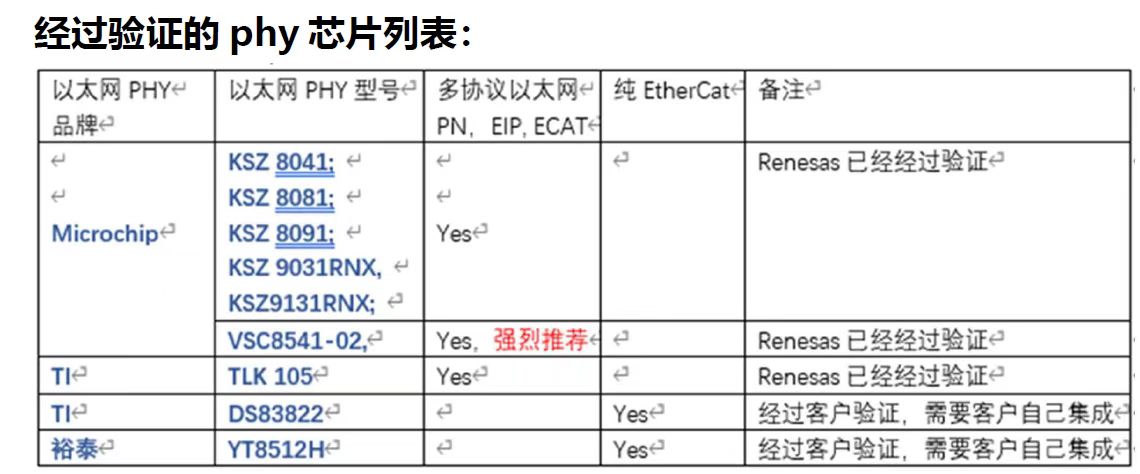 经过验证的 phy 芯片列表：
以太网 PHY 以太网 PHY 型号 多协议以太网 纯 EtherCat 备注
品牌 PN，EIP, ECAT
KSZ 8041; Renesas 已经经过验证
KSZ 8081;
Microchip KSZ 8091; Yes
KSZ 9031RNX,
KSZ9131RNX;
VSC8541-02, Yes，强烈推荐 Renesas 已经经过验证
TI TLK 105 Yes Renesas 已经经过验证
TI DS83822 Yes 经过客户验证，需要客户自己集成
裕泰 YT8512H Yes 经过客户验证，需要客户自己集成